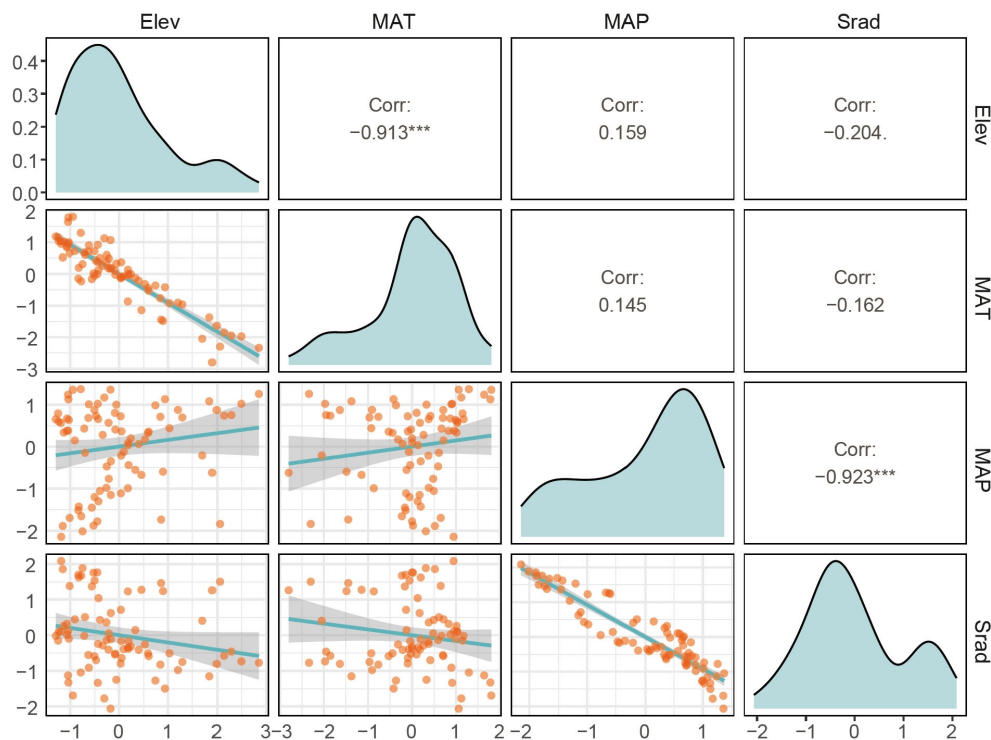 Elev MAT MAP Srad
0.4
0.3
0.2
0.1
0.0
Corr:
−0.913***
Corr:
0.159
Corr:
−0.204.
Elev
2
1
0
−1
−2
−3
Corr:
0.145
Corr:
−0.162
MAT
1
0
−1
−2
Corr:
−0.923***
MAP
2
1
0
−1
−2
Srad
−1 0 1 2 3 −3 −2 −1 0 1 2 −2 −1 0 1 −2 −1 0 1 2